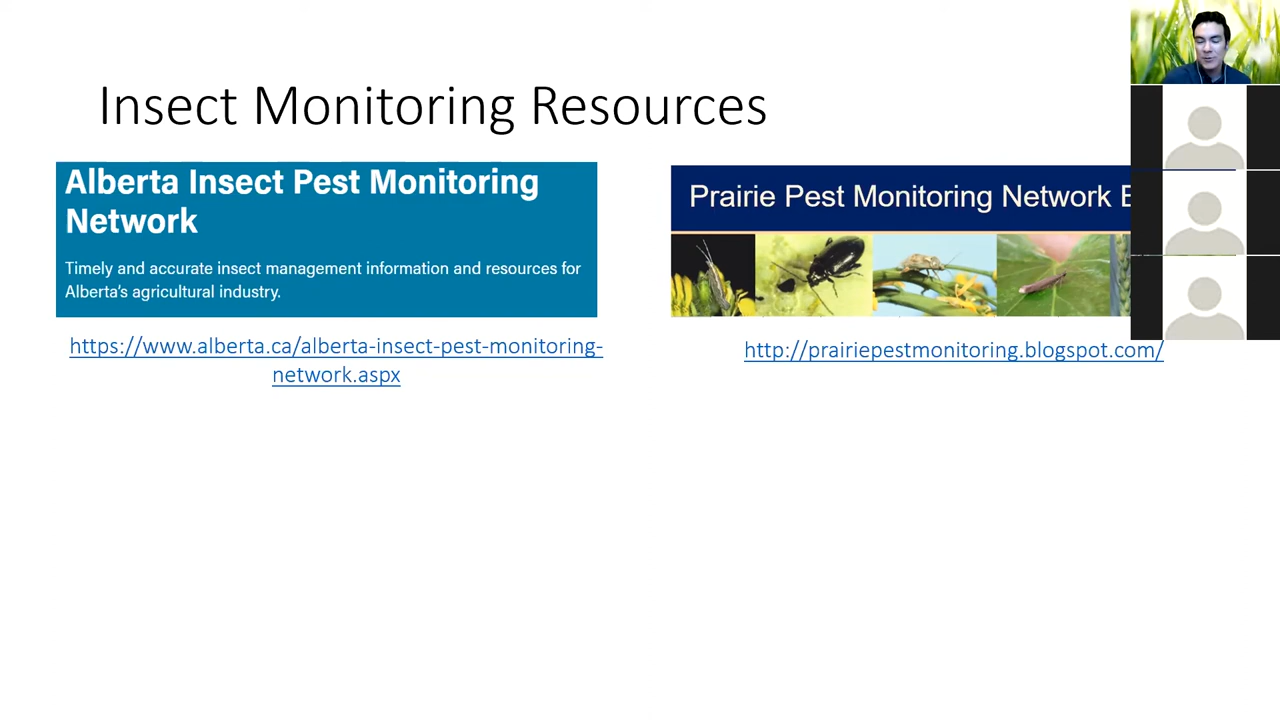 Insect Monitoring Resources
Alberta Insect Pest Monitoring
Network
Timely and accurate insect management information and resources for
Alberta's agricultural industry.
https://www.alberta.ca/alberta-insect-pest-monitoring-
network.aspx
Prairie Pest Monitoring Network
http://prairiepestmonitoring.blogspot.com/